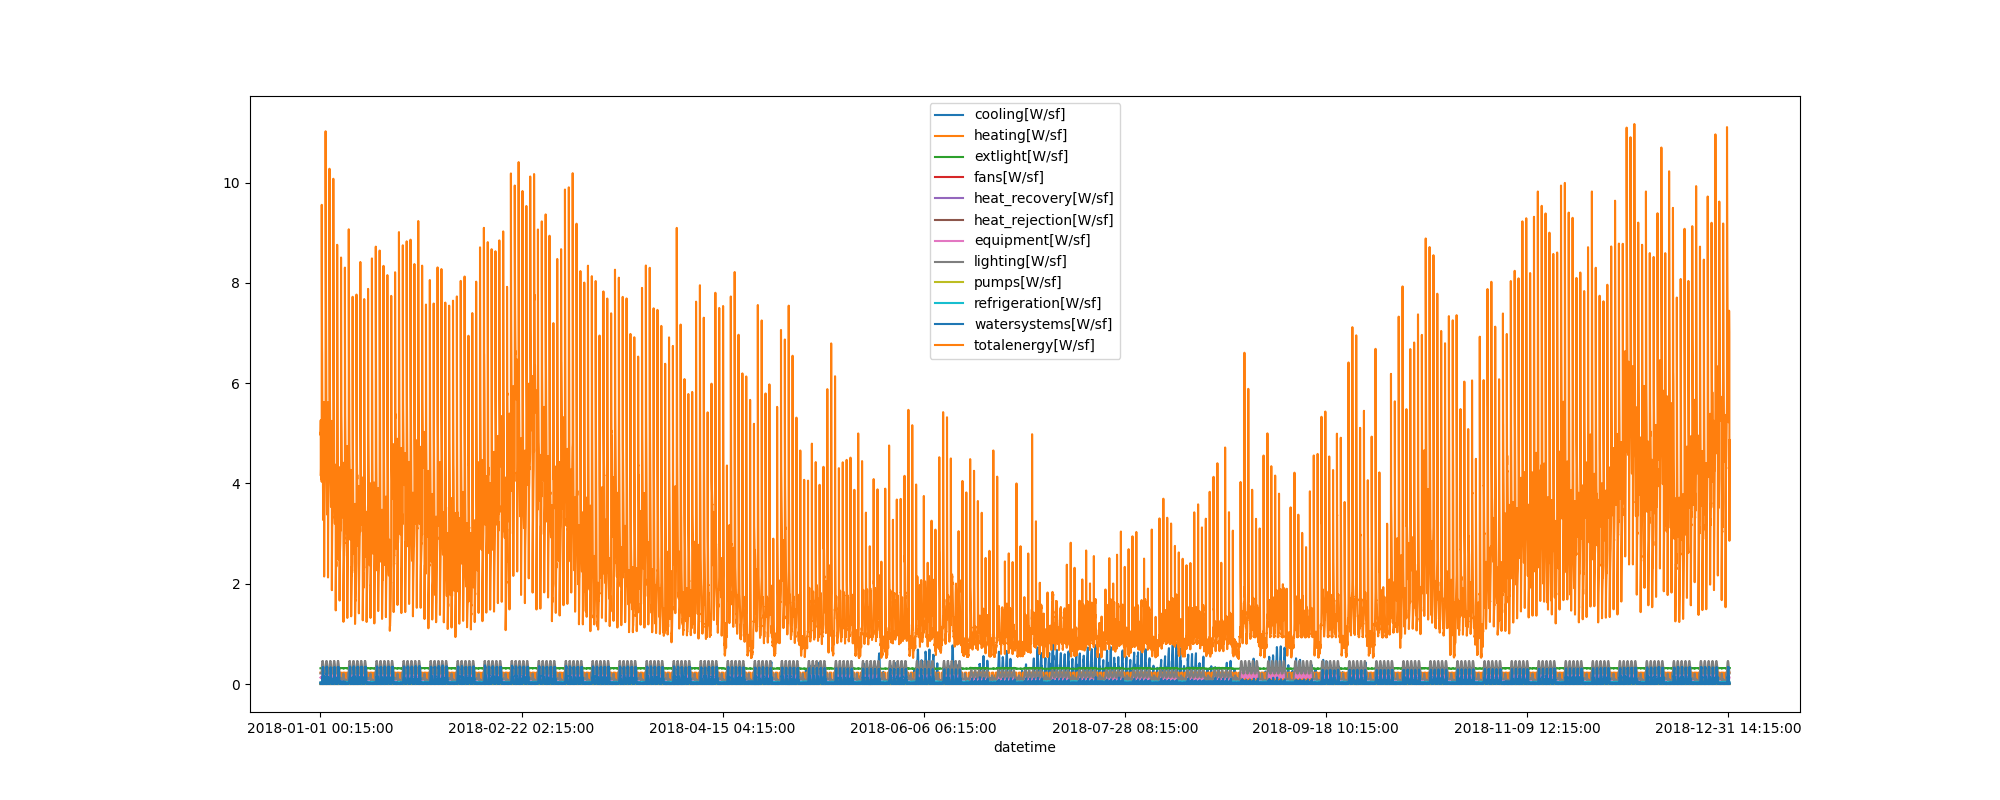 cooling[W/sf]
heating[W/sf]
extlight[W/sf]
fans[W/sf]
heat_recovery[W/sf]
heat_rejection[W/sf]
equipment[W/sf]
lighting[W/sf]
pumps[W/sf]
refrigeration[W/sf]
watersystems[W/sf]
totalenergy[W/sf]
10
8
6
4
2
0
2018-01-01 00:15:00 2018-02-22 02:15:00 2018-04-15 04:15:00 2018-06-06 06:15:00 2018-07-28 08:15:00 2018-09-18 10:15:00 2018-11-09 12:15:00 2018-12-31 14:15:00
datetime